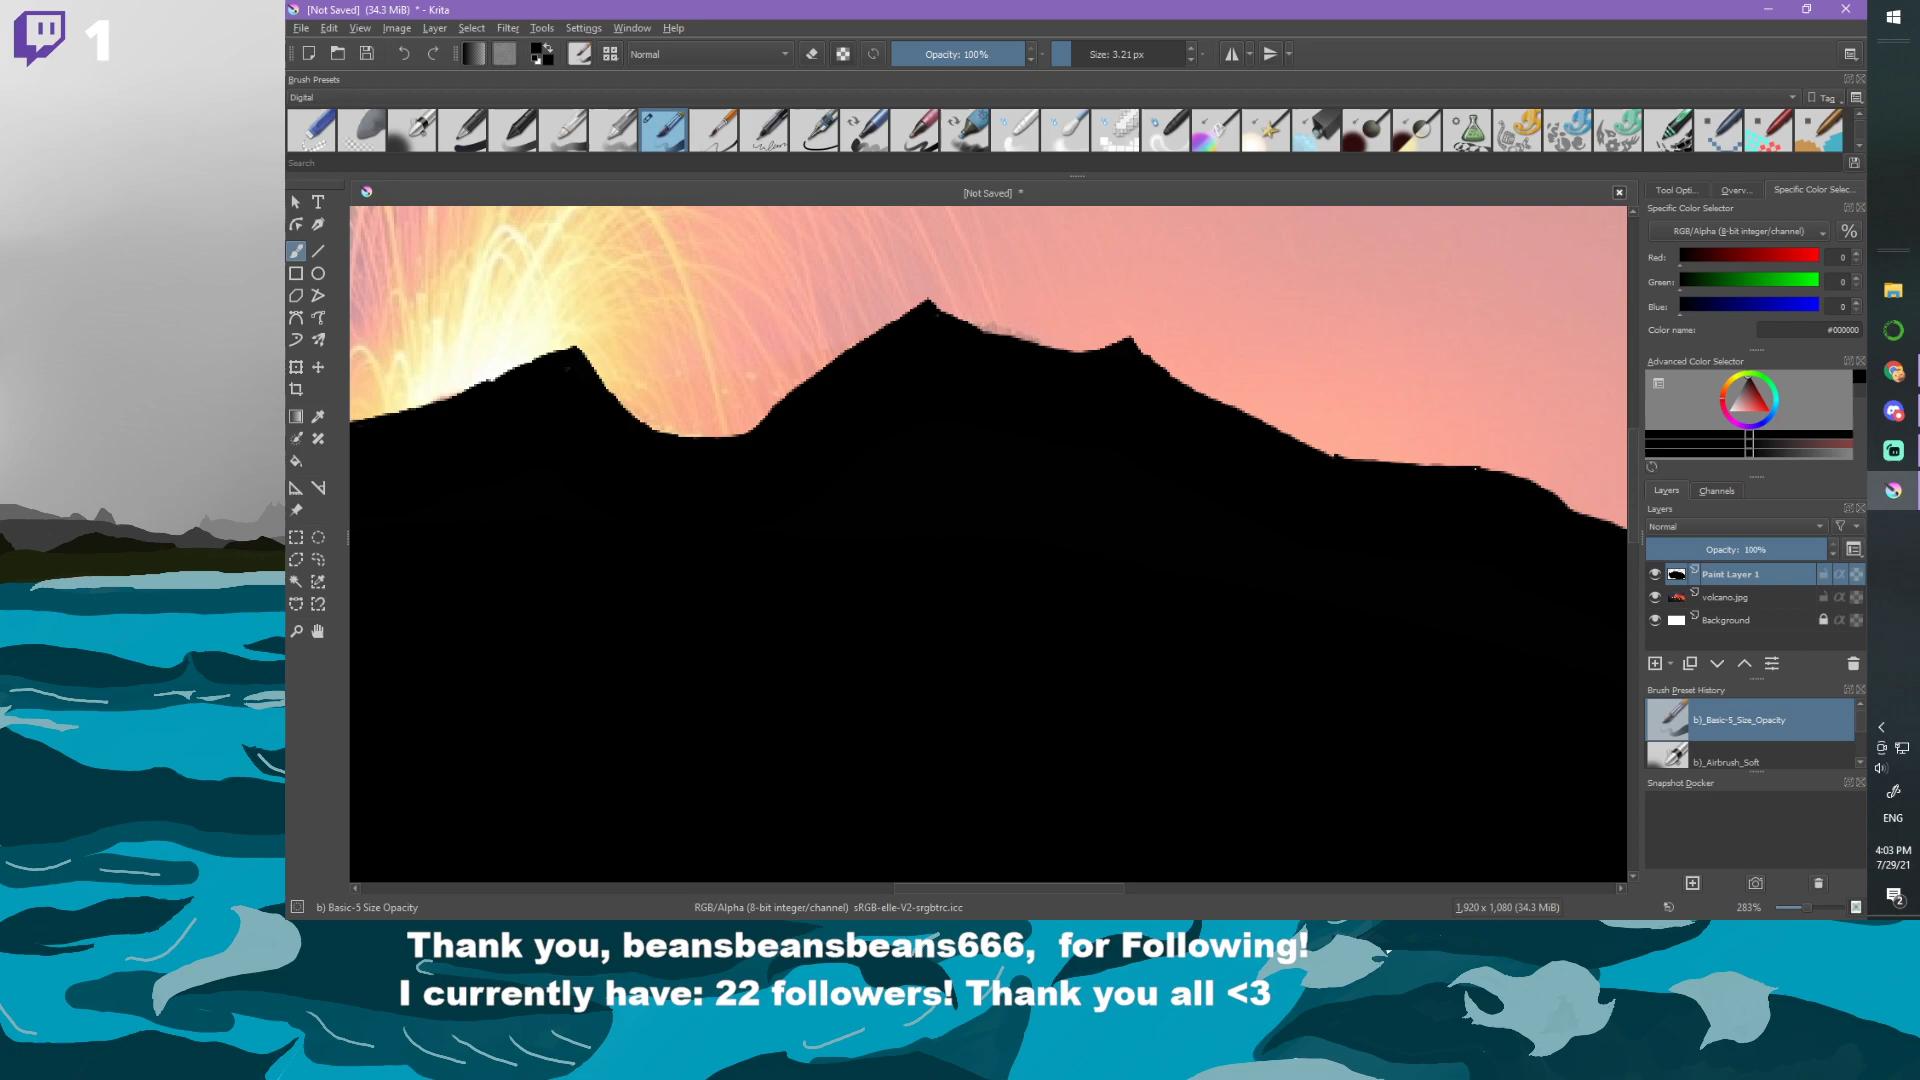 1
[Not Saved] (34.3 MiB) * - Krita
File Edit View Image Layer Select Filter Tools Settings Window Help
Normal
Opacity: 100%
Size: 3.21 px
Brush Presets
Digital
Tag
Search
[Not Saved] *
Tool Opti... Overv... Specific Color Selec...
Specific Color Selector
RGB/Alpha (8-bit integer/channel)
%
Red: 0
Green: 0
Blue: 0
Color name: #000000
Advanced Color Selector
Layers Channels
Layers
Normal
Opacity: 100%
Paint Layer 1
volcano.jpg
Background
Brush Preset History
b)_Basic-5_Size_Opacity
b)_Airbrush_Soft
Snapshot Docker
b) Basic-5 Size Opacity
RGB/Alpha (8-bit integer/channel) sRGB-elle-V2-srgbtrc.icc
1,920 x 1,080 (34.3 MiB)
283%
ENG
4:03 PM
7/29/21
2
Thank you, beansbeansbeans666, for Following!
I currently have: 22 followers! Thank you all <3